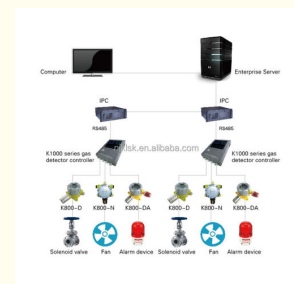 Computer
Enterprise Server
IPC
IPC
RS485
RS485
K1000 series gas
detector controller
K1000 series gas
detector controller
K800-D
K800-N
K800-DA
K800-D
K800-N
K800-DA
Solenoid valve
Fan
Alarm device
Solenoid valve
Fan
Alarm device